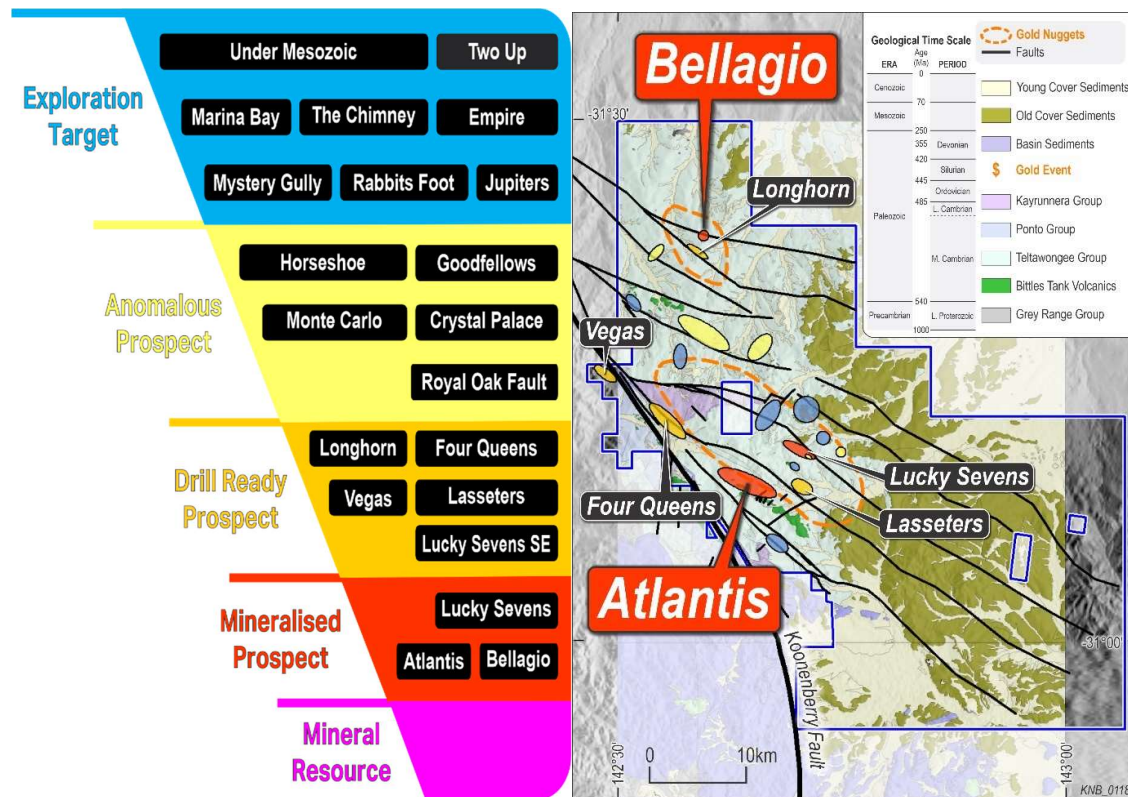 Exploration
Target
Under Mesozoic
Two Up
Marina Bay
The Chimney
Empire
Mystery Gully
Rabbits Foot
Jupiters
Anomalous
Prospect
Horseshoe
Goodfellows
Monte Carlo
Crystal Palace
Royal Oak Fault
Drill Ready
Prospect
Longhorn
Four Queens
Vegas
Lasseters
Lucky Sevens SE
Mineralised
Prospect
Lucky Sevens
Atlantis
Bellagio
Mineral
Resource
Bellagio
-31°30'
Longhorn
Vegas
Four Queens
Lucky Sevens
Lasseters
Atlantis
Koonenberry Fault
-31°00'
0 10km
142°30'
143°00'
KNB_0118
Geological Time Scale
ERA
Age
(Ma)
PERIOD
0
Cenozoic
70
Mesozoic
250
355
Devonian
420
Silurian
445
Ordovician
485
L. Cambrian
Paleozoic
M. Cambrian
540
Precambrian
L. Proterozoic
1000
Gold Nuggets
Faults
Young Cover Sediments
Old Cover Sediments
Basin Sediments
$ Gold Event
Kayrunnera Group
Ponto Group
Teltawongee Group
Bittles Tank Volcanics
Grey Range Group